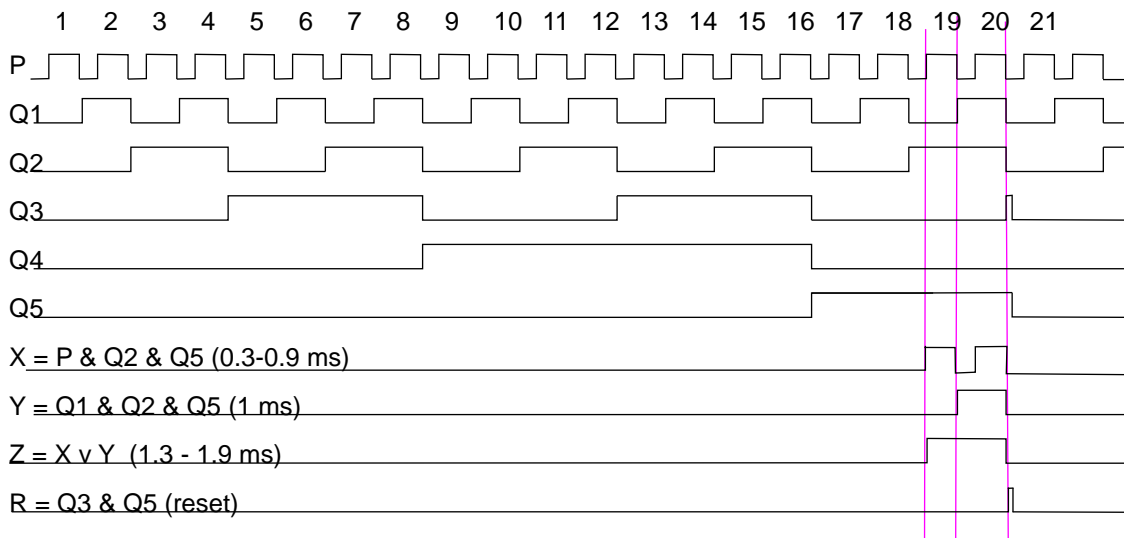 1 2 3 4 5 6 7 8 9 10 11 12 13 14 15 16 17 18 19 20 21
P
Q1
Q2
Q3
Q4
Q5
X = P & Q2 & Q5 (0.3-0.9 ms)
Y = Q1 & Q2 & Q5 (1 ms)
Z = X v Y (1.3 - 1.9 ms)
R = Q3 & Q5 (reset)